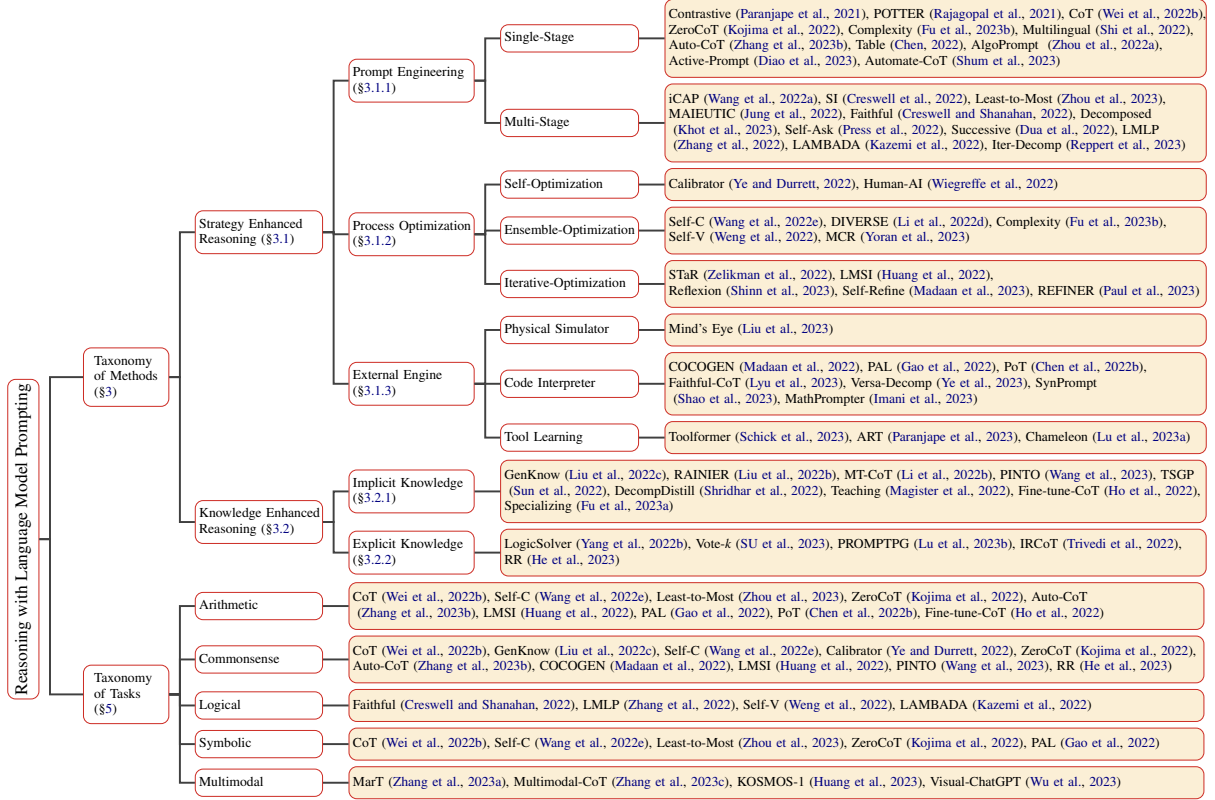 Reasoning with Language Model Prompting
Taxonomy
of Methods
(§3)
Strategy Enhanced
Reasoning (§3.1)
Prompt Engineering
(§3.1.1)
Single-Stage
Contrastive (Paranjape et al., 2021), POTTER (Rajagopal et al., 2021), CoT (Wei et al., 2022b),
ZeroCoT (Kojima et al., 2022), Complexity (Fu et al., 2023b), Multilingual (Shi et al., 2022),
Auto-CoT (Zhang et al., 2023b), Table (Chen, 2022), AlgoPrompt (Zhou et al., 2022a),
Active-Prompt (Diao et al., 2023), Automate-CoT (Shum et al., 2023)
Multi-Stage
iCAP (Wang et al., 2022a), SI (Creswell et al., 2022), Least-to-Most (Zhou et al., 2023),
MAIEUTIC (Jung et al., 2022), Faithful (Creswell and Shanahan, 2022), Decomposed
(Khot et al., 2023), Self-Ask (Press et al., 2022), Successive (Dua et al., 2022), LMLP
(Zhang et al., 2022), LAMBADA (Kazemi et al., 2022), Iter-Decomp (Reppert et al., 2023)
Process Optimization
(§3.1.2)
Self-Optimization
Calibrator (Ye and Durrett, 2022), Human-AI (Wiegreffe et al., 2022)
Ensemble-Optimization
Self-C (Wang et al., 2022e), DIVERSE (Li et al., 2022d), Complexity (Fu et al., 2023b),
Self-V (Weng et al., 2022), MCR (Yoran et al., 2023)
Iterative-Optimization
STaR (Zelikman et al., 2022), LMSI (Huang et al., 2022),
Reflexion (Shinn et al., 2023), Self-Refine (Madaan et al., 2023), REFINER (Paul et al., 2023)
External Engine
(§3.1.3)
Physical Simulator
Mind's Eye (Liu et al., 2023)
Code Interpreter
COCOGEN (Madaan et al., 2022), PAL (Gao et al., 2022), PoT (Chen et al., 2022b),
Faithful-CoT (Lyu et al., 2023), Versa-Decomp (Ye et al., 2023), SynPrompt
(Shao et al., 2023), MathPrompter (Imani et al., 2023)
Tool Learning
Toolformer (Schick et al., 2023), ART (Paranjape et al., 2023), Chameleon (Lu et al., 2023a)
Knowledge Enhanced
Reasoning (§3.2)
Implicit Knowledge
(§3.2.1)
GenKnow (Liu et al., 2022c), RAINIER (Liu et al., 2022b), MT-CoT (Li et al., 2022b), PINTO (Wang et al., 2023), TSGP
(Sun et al., 2022), DecompDistill (Shridhar et al., 2022), Teaching (Magister et al., 2022), Fine-tune-CoT (Ho et al., 2022),
Specializing (Fu et al., 2023a)
Explicit Knowledge
(§3.2.2)
LogicSolver (Yang et al., 2022b), Vote-k (SU et al., 2023), PROMPTPG (Lu et al., 2023b), IRCoT (Trivedi et al., 2022),
RR (He et al., 2023)
Taxonomy
of Tasks
(§5)
Arithmetic
CoT (Wei et al., 2022b), Self-C (Wang et al., 2022e), Least-to-Most (Zhou et al., 2023), ZeroCoT (Kojima et al., 2022), Auto-CoT
(Zhang et al., 2023b), LMSI (Huang et al., 2022), PAL (Gao et al., 2022), PoT (Chen et al., 2022b), Fine-tune-CoT (Ho et al., 2022)
Commonsense
CoT (Wei et al., 2022b), GenKnow (Liu et al., 2022c), Self-C (Wang et al., 2022e), Calibrator (Ye and Durrett, 2022), ZeroCoT (Kojima et al., 2022),
Auto-CoT (Zhang et al., 2023b), COCOGEN (Madaan et al., 2022), LMSI (Huang et al., 2022), PINTO (Wang et al., 2023), RR (He et al., 2023)
Logical
Faithful (Creswell and Shanahan, 2022), LMLP (Zhang et al., 2022), Self-V (Weng et al., 2022), LAMBADA (Kazemi et al., 2022)
Symbolic
CoT (Wei et al., 2022b), Self-C (Wang et al., 2022e), Least-to-Most (Zhou et al., 2023), ZeroCoT (Kojima et al., 2022), PAL (Gao et al., 2022)
Multimodal
MarT (Zhang et al., 2023a), Multimodal-CoT (Zhang et al., 2023c), KOSMOS-1 (Huang et al., 2023), Visual-ChatGPT (Wu et al., 2023)